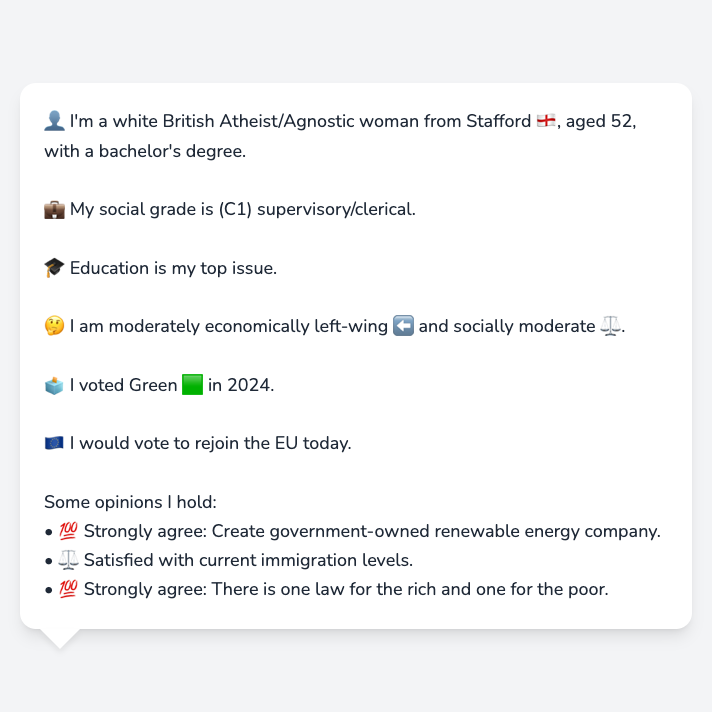 👤 I'm a white British Atheist/Agnostic woman from Stafford 🏴󠁧󠁢󠁥󠁮󠁧󠁿, aged 52,
with a bachelor's degree.
💼 My social grade is (C1) supervisory/clerical.
🎓 Education is my top issue.
🤔 I am moderately economically left-wing ⬅️ and socially moderate ⚖️.
🗳️ I voted Green 🟩 in 2024.
🇪🇺 I would vote to rejoin the EU today.
Some opinions I hold:
• 💯 Strongly agree: Create government-owned renewable energy company.
• ⚖️ Satisfied with current immigration levels.
• 💯 Strongly agree: There is one law for the rich and one for the poor.